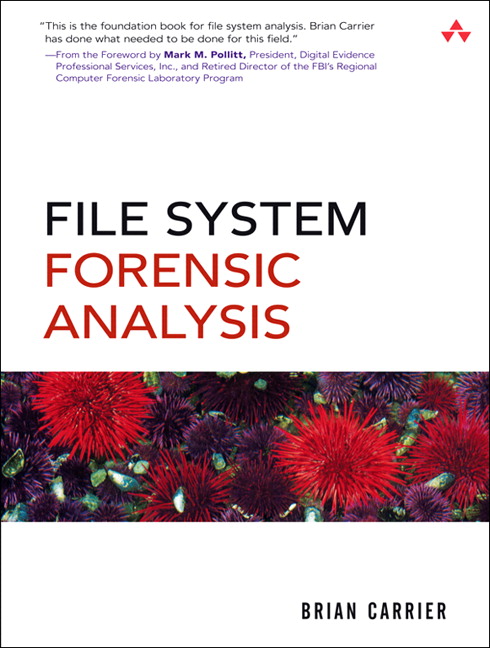 “This is the foundation book for file system analysis. Brian Carrier
has done what needed to be done for this field.”
—From the Foreword by Mark M. Pollitt, President, Digital Evidence
Professional Services, Inc., and Retired Director of the FBI’s Regional
Computer Forensic Laboratory Program
FILE SYSTEM
FORENSIC
ANALYSIS
BRIAN CARRIER